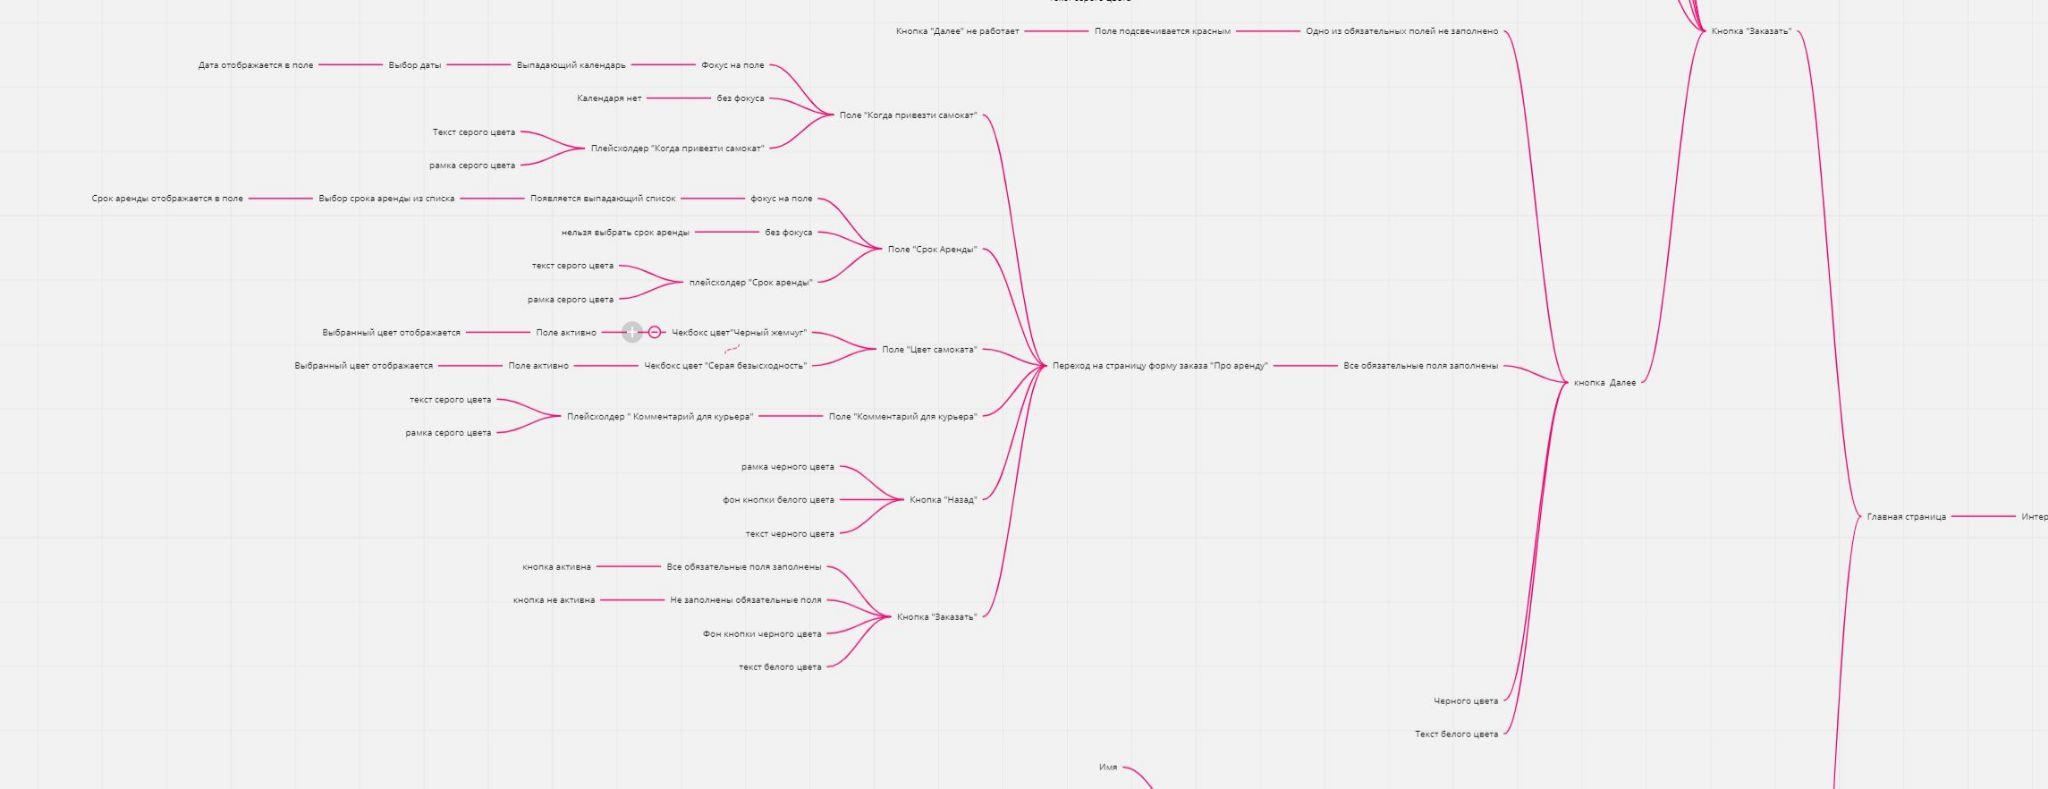 Кнопка "Далее" не работает
Поле подсвечивается красным
Одно из обязательных полей не заполнено
Кнопка "Заказать"
Дата отображается в поле
Выбор даты
Выпадающий календарь
Фокус на поле
Календаря нет
без фокуса
Поле "Когда привезти самокат"
Текст серого цвета
Плейсхолдер "Когда привезти самокат"
рамка серого цвета
Срок аренды отображается в поле
Выбор срока аренды из списка
Появляется выпадающий список
фокус на поле
нельзя выбрать срок аренды
без фокуса
Поле "Срок Аренды"
текст серого цвета
плейсхолдер "Срок аренды"
рамка серого цвета
Выбранный цвет отображается
Поле активно
Чекбокс цвет"Черный жемчуг"
Поле "Цвет самоката"
Выбранный цвет отображается
Поле активно
Чекбокс цвет "Серая безысходность"
Переход на страницу форму заказа "Про аренду"
Все обязательные поля заполнены
кнопка Далее
текст серого цвета
Плейсхолдер " Комментарий для курьера"
Поле "Комментарий для курьера"
рамка серого цвета
рамка черного цвета
фон кнопки белого цвета
Кнопка "Назад"
текст черного цвета
Главная страница
Интер
кнопка активна
Все обязательные поля заполнены
кнопка не активна
Не заполнены обязательные поля
Кнопка "Заказать"
Фон кнопки черного цвета
текст белого цвета
Черного цвета
Текст белого цвета
Имя